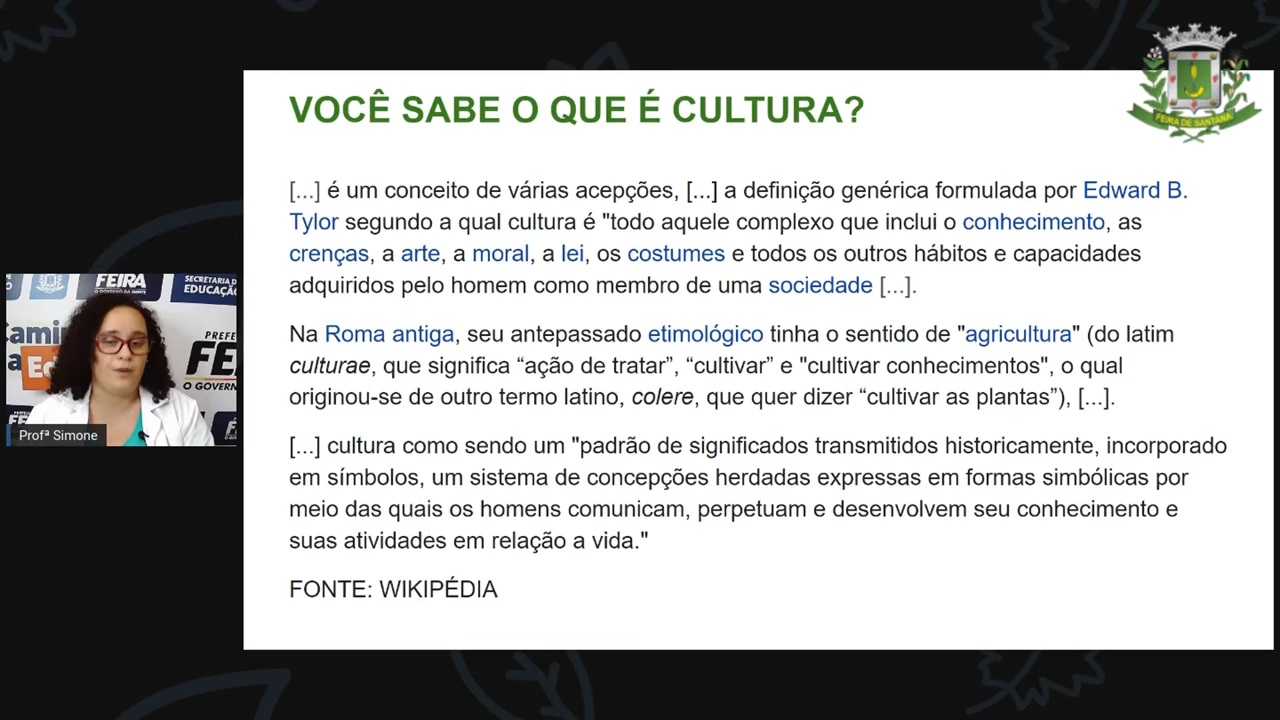 VOCÊ SABE O QUE É CULTURA?
FEIRA DE SANTANA
[...] é um conceito de várias acepções, [...] a definição genérica formulada por Edward B.
Tylor segundo a qual cultura é "todo aquele complexo que inclui o conhecimento, as
crenças, a arte, a moral, a lei, os costumes e todos os outros hábitos e capacidades
adquiridos pelo homem como membro de uma sociedade [...].
Na Roma antiga, seu antepassado etimológico tinha o sentido de "agricultura" (do latim
culturae, que significa “ação de tratar”, “cultivar” e "cultivar conhecimentos", o qual
originou-se de outro termo latino, colere, que quer dizer “cultivar as plantas”), [...].
[...] cultura como sendo um "padrão de significados transmitidos historicamente, incorporado
em símbolos, um sistema de concepções herdadas expressas em formas simbólicas por
meio das quais os homens comunicam, perpetuam e desenvolvem seu conhecimento e
suas atividades em relação a vida."
FONTE: WIKIPÉDIA
FEIRA
SECRETARIA DE
EDUCAÇÃO
Profª Simone